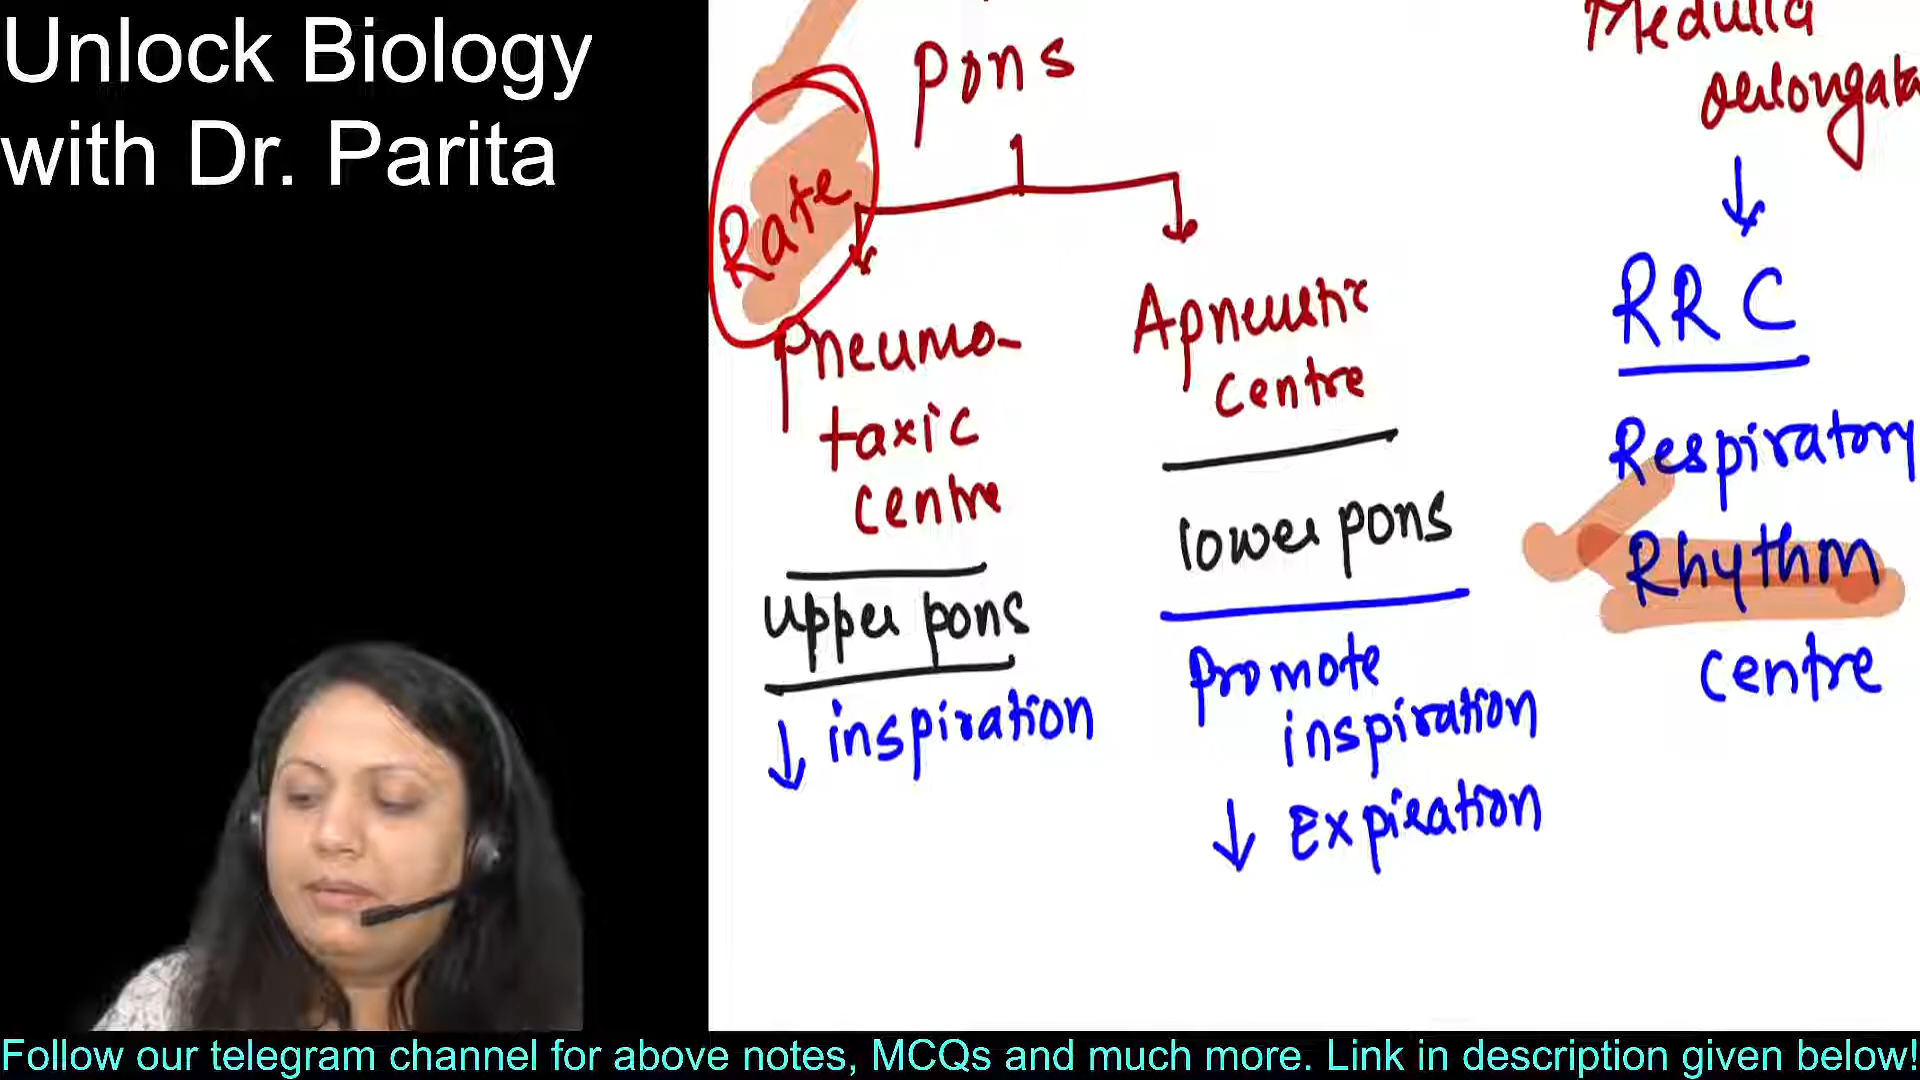 Unlock Biology
with Dr. Parita
Pons
Rate
Pneumo-
taxic
centre
upper pons
↓ inspiration
Apneustic
centre
lower pons
Promote
inspiration
↓ Expiration
Medulla
oblongata
↓
RRC
Respiratory
Rhythm
centre
Follow our telegram channel for above notes, MCQs and much more. Link in description given below!